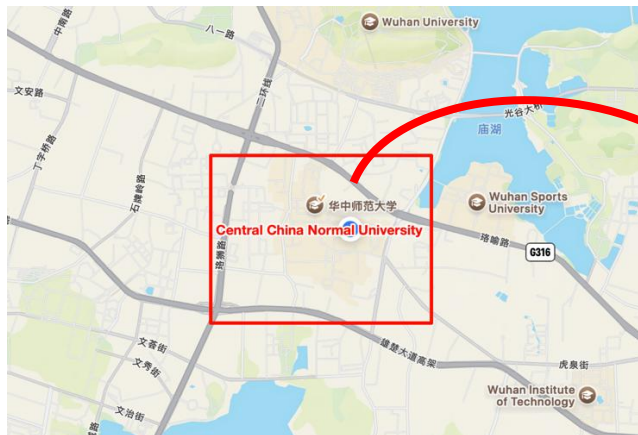 中南路
八一路
Wuhan University
文安路
二环线
光谷大桥
庙湖
丁字桥路
石牌岭路
华中师范大学
Central China Normal University
Wuhan Sports
University
珞狮路
珞喻路
G316
文荟街
文秀街
文治街
雄楚大道高架
虎泉街
Wuhan Institute
of Technology